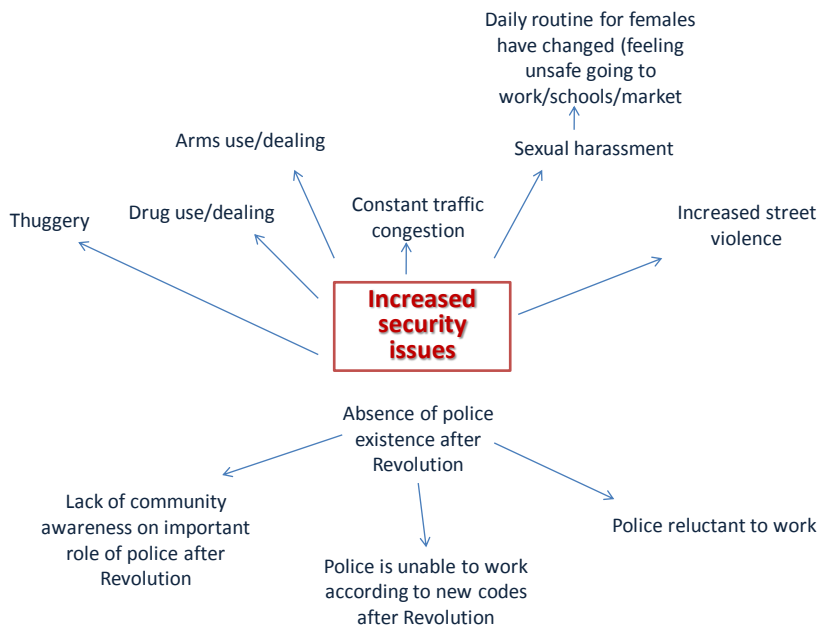 Daily routine for females
have changed (feeling
unsafe going to
work/schools/market
Arms use/dealing
Sexual harassment
Thuggery
Drug use/dealing
Constant traffic
congestion
Increased street
violence
Increased
security
issues
Absence of police
existence after
Revolution
Lack of community
awareness on important
role of police after
Revolution
Police is unable to work
according to new codes
after Revolution
Police reluctant to work